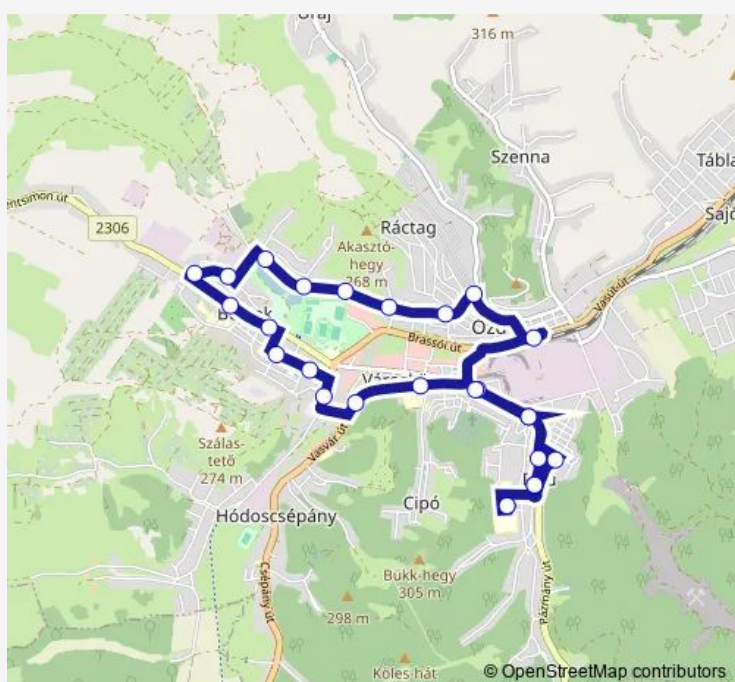 316 m
Szenna
Tábla
Ráctag
Akasztó-
hegy
268 m
2306
Brassói út
Vasút út
Vasvár út
Szálas-
tető
274 m
Cipó
Hódoscsépány
Bükk-hegy
305 m
298 m
Csépány út
Pázmány út
Köles hát
© OpenStreetMap contributors